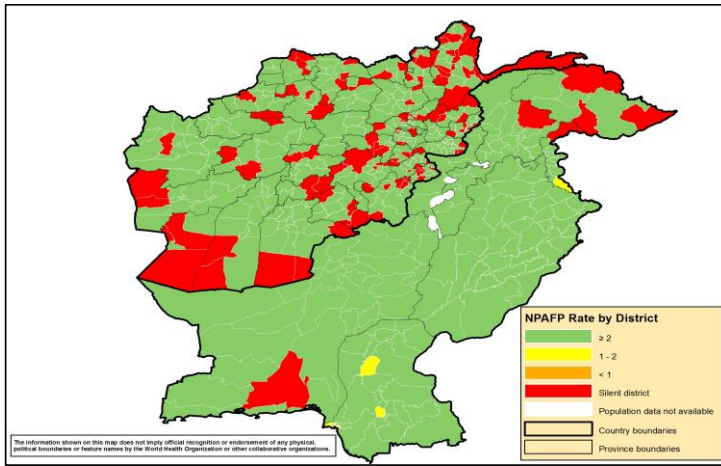 NPAFP Rate by District
≥ 2
1 - 2
< 1
Silent district
Population data not available
Country boundaries
Province boundaries
The information shown on this map does not imply official recognition or endorsement of any physical,
political boundaries or feature names by the World Health Organization or other collaborative organizations.